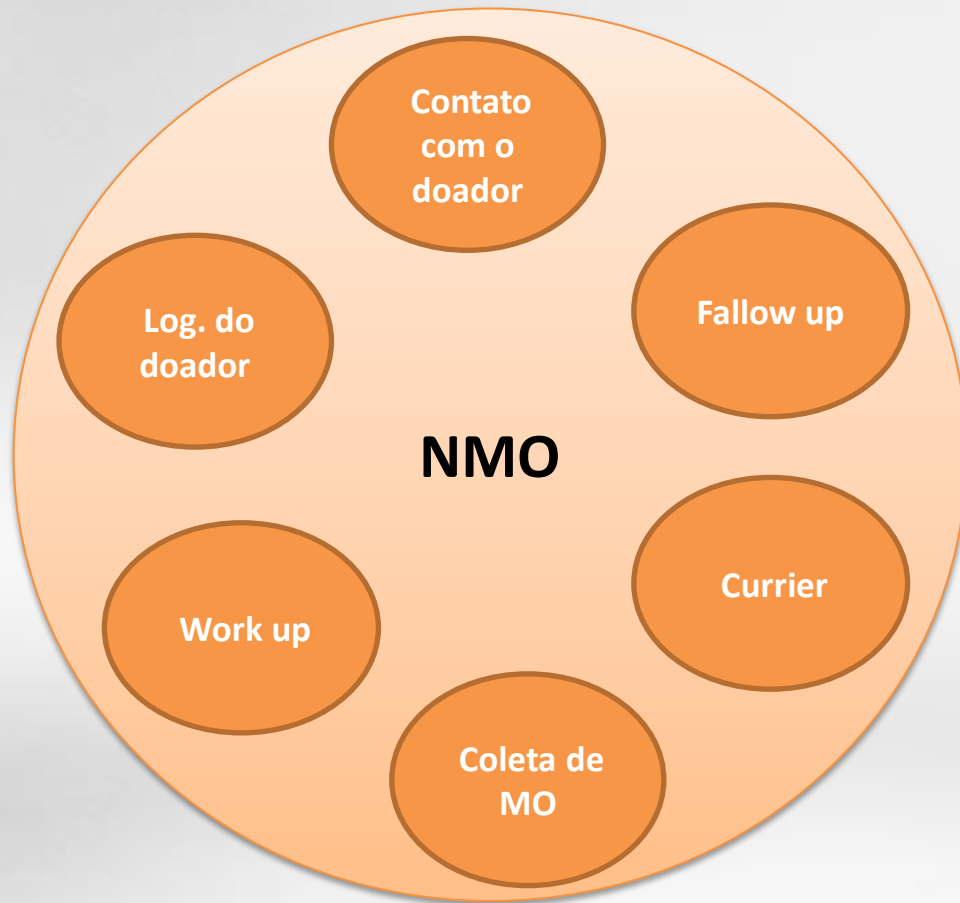 Contato
com o
doador
Log. do
doador
Fallow up
NMO
Work up
Currier
Coleta de
MO